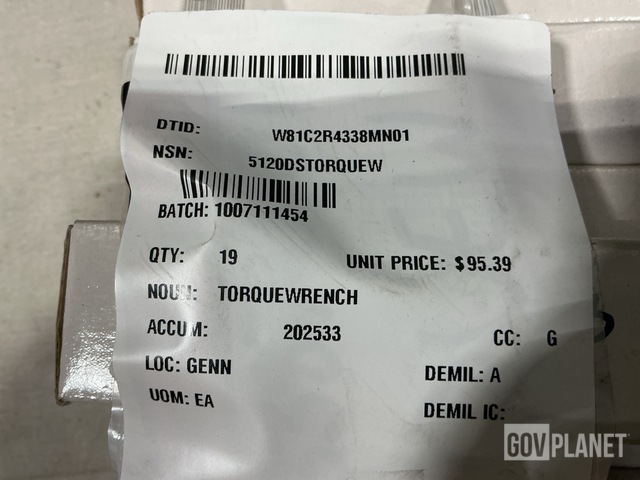 DTID: W81C2R4338MN01
NSN: 5120DSTORQUEW
BATCH: 1007111454
QTY: 19 UNIT PRICE: $95.39
NOUN: TORQUEWRENCH
ACCUM: 202533 CC: G
LOC: GENN DEMIL: A
UOM: EA DEMIL IC:
GOVPLANET